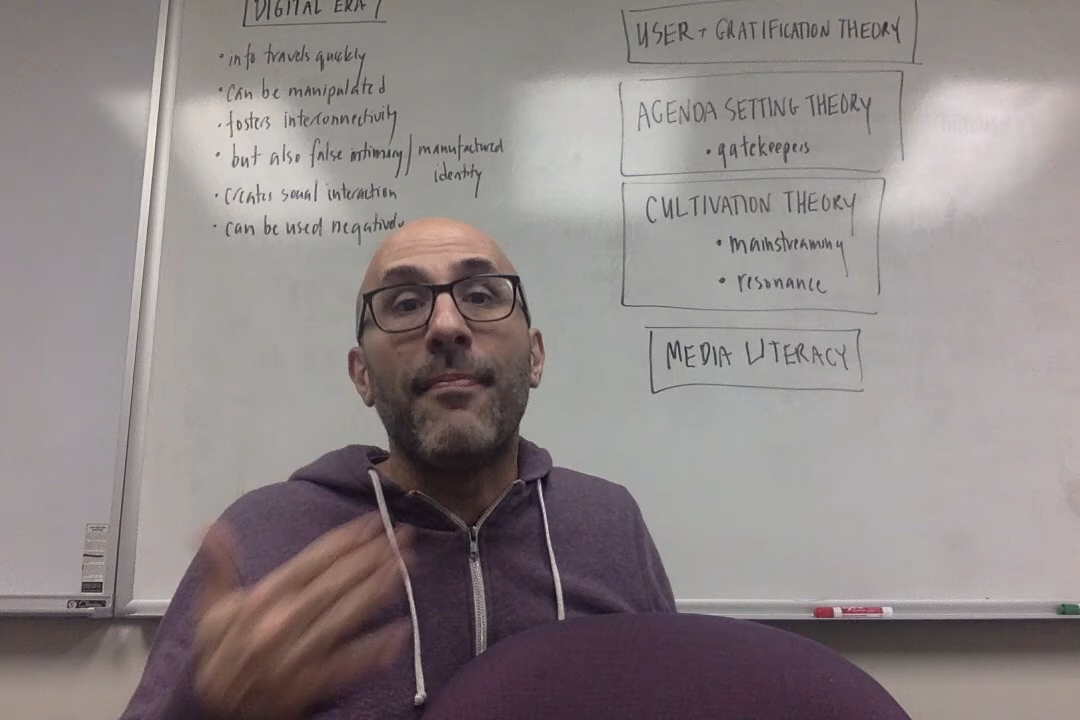 DIGITAL ERA
• info travels quickly
• can be manipulated
• fosters interconnectivity
• but also false intimacy / manufactured
identity
• creates social interaction
• can be used negatively
USER + GRATIFICATION THEORY
AGENDA SETTING THEORY
• gatekeepers
CULTIVATION THEORY
• mainstreaming
• resonance
MEDIA LITERACY